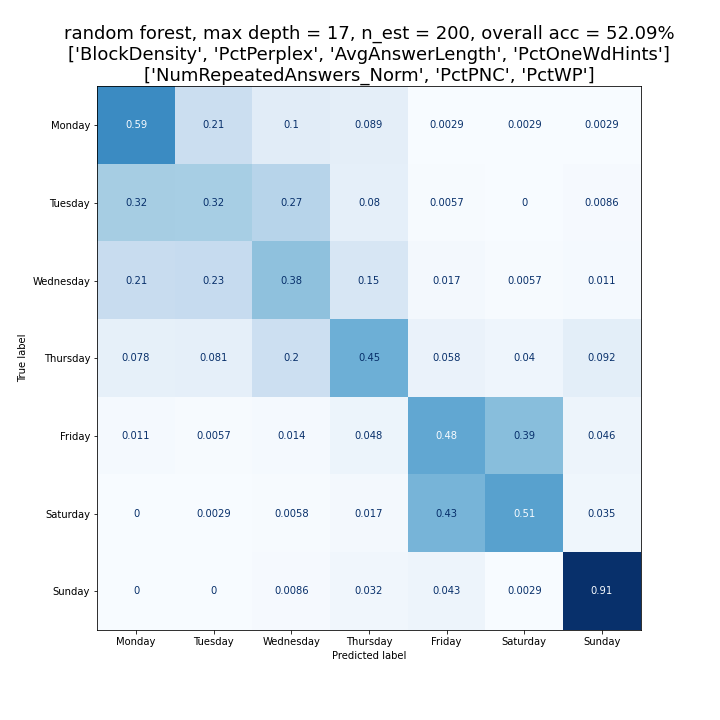 random forest, max depth = 17, n_est = 200, overall acc = 52.09%
['BlockDensity', 'PctPerplex', 'AvgAnswerLength', 'PctOneWdHints']
['NumRepeatedAnswers_Norm', 'PctPNC', 'PctWP']
True label
Monday 0.59 0.21 0.1 0.089 0.0029 0.0029 0.0029
Tuesday 0.32 0.32 0.27 0.08 0.0057 0 0.0086
Wednesday 0.21 0.23 0.38 0.15 0.017 0.0057 0.011
Thursday 0.078 0.081 0.2 0.45 0.058 0.04 0.092
Friday 0.011 0.0057 0.014 0.048 0.48 0.39 0.046
Saturday 0 0.0029 0.0058 0.017 0.43 0.51 0.035
Sunday 0 0 0.0086 0.032 0.043 0.0029 0.91
Monday Tuesday Wednesday Thursday Friday Saturday Sunday
Predicted label